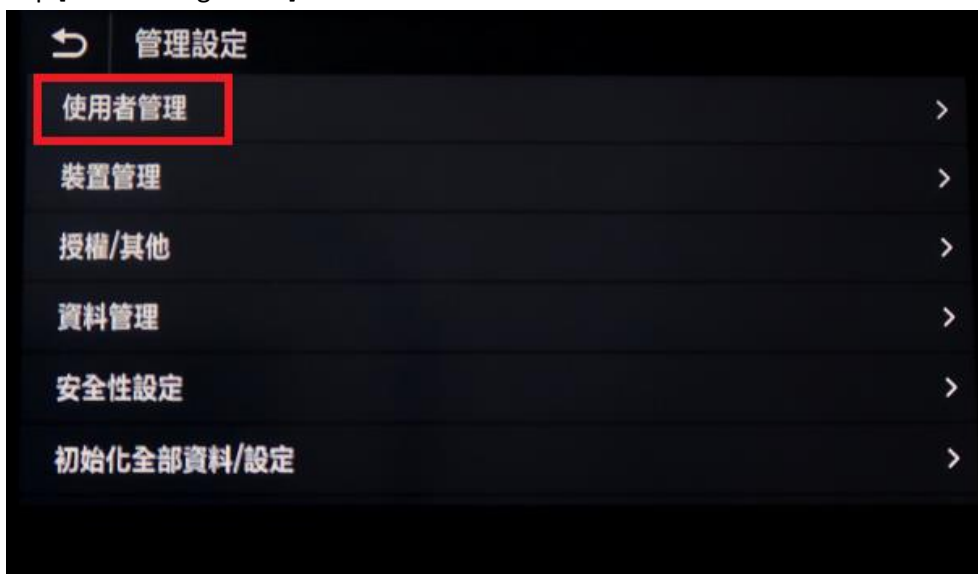 管理設定
使用者管理
裝置管理
授權/其他
資料管理
安全性設定
初始化全部資料/設定